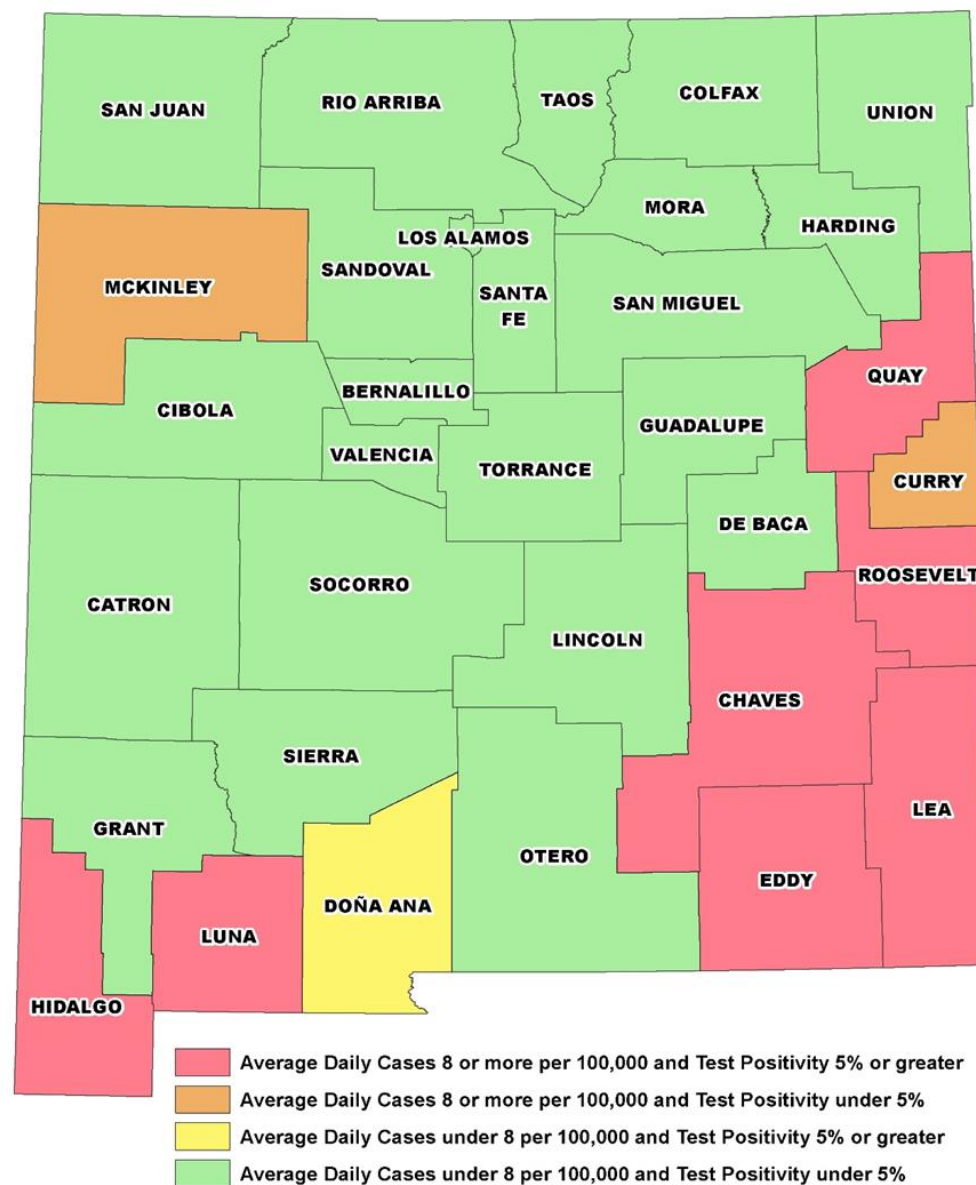 SAN JUAN
RIO ARRIBA
TAOS
COLFAX
UNION
MCKINLEY
LOS ALAMOS
SANDOVAL
SANTA
FE
MORA
HARDING
SAN MIGUEL
QUAY
CIBOLA
BERNALILLO
VALENCIA
TORRANCE
GUADALUPE
CURRY
DE BACA
ROOSEVELT
CATRON
SOCORRO
LINCOLN
CHAVES
SIERRA
GRANT
OTERO
LEA
EDDY
DOÑA ANA
LUNA
HIDALGO
Average Daily Cases 8 or more per 100,000 and Test Positivity 5% or greater
Average Daily Cases 8 or more per 100,000 and Test Positivity under 5%
Average Daily Cases under 8 per 100,000 and Test Positivity 5% or greater
Average Daily Cases under 8 per 100,000 and Test Positivity under 5%